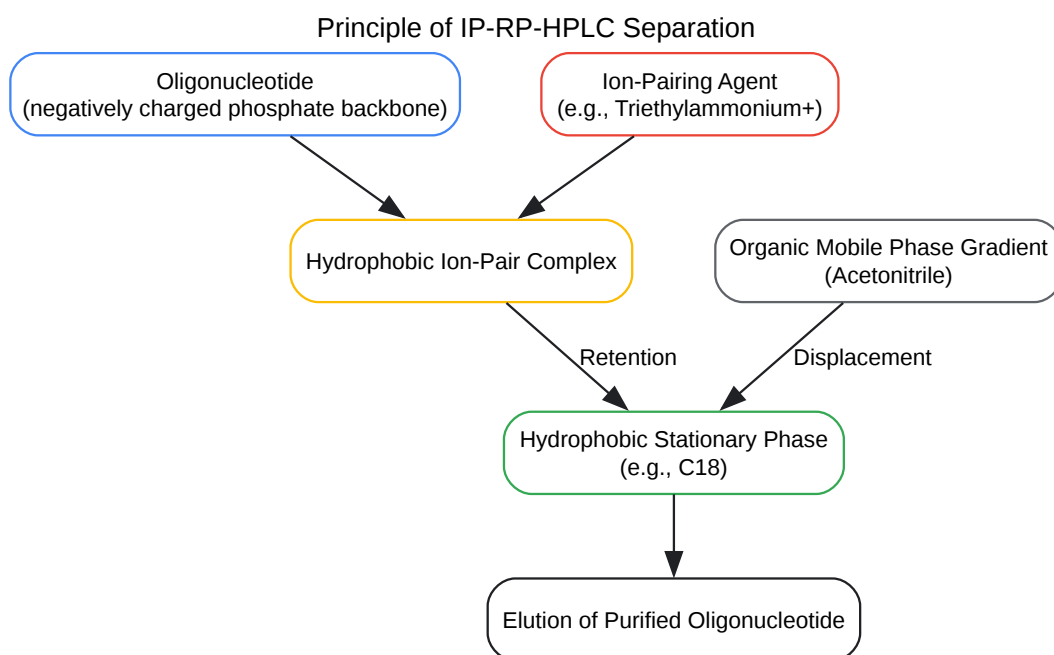 Principle of IP-RP-HPLC Separation
Oligonucleotide
(negatively charged phosphate backbone)
Ion-Pairing Agent
(e.g., Triethylammonium+)
Hydrophobic Ion-Pair Complex
Organic Mobile Phase Gradient
(Acetonitrile)
Retention
Displacement
Hydrophobic Stationary Phase
(e.g., C18)
Elution of Purified Oligonucleotide